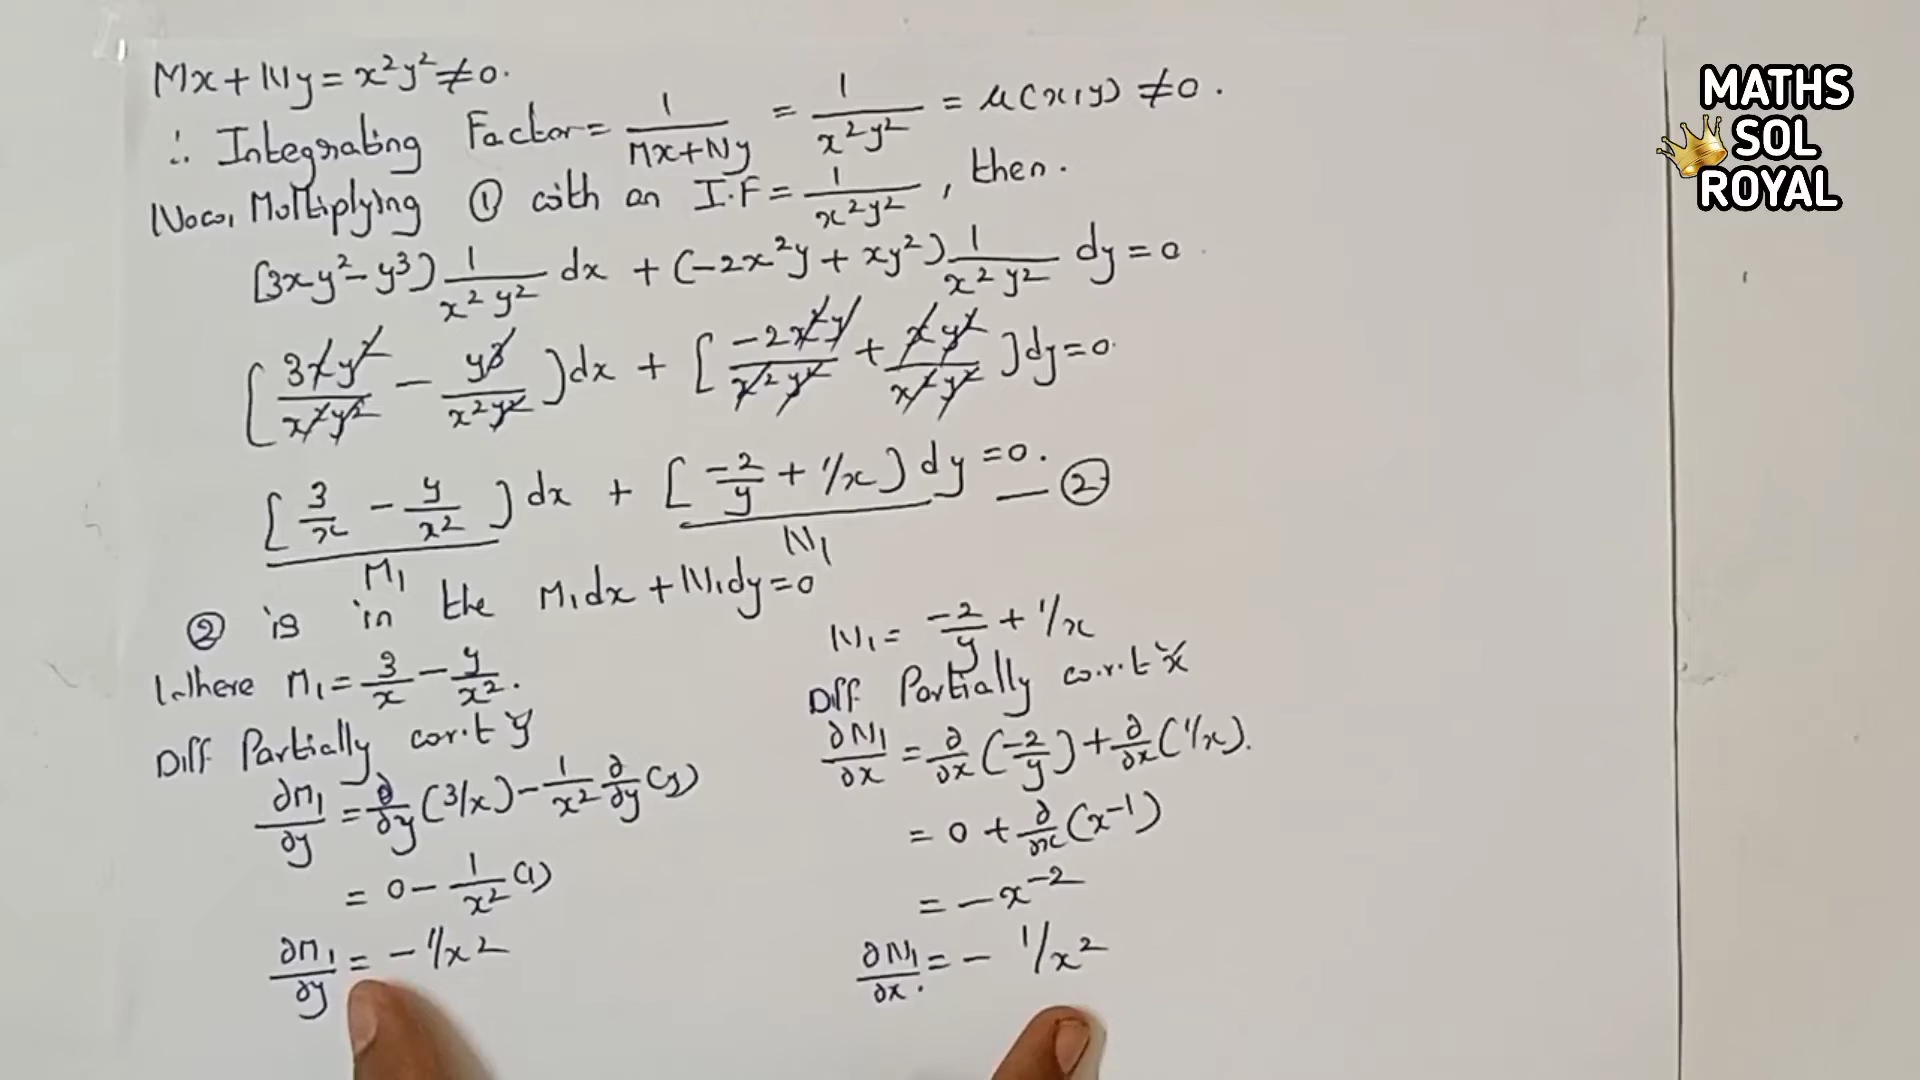 Mx + Ny = x²y² ≠ 0.
∴ Integrating Factor = 1/(Mx+Ny) = 1/(x²y²) = μ(x,y) ≠ 0.
Now, Multiplying ① with an I.F = 1/(x²y²), then.
(3xy² - y³) 1/(x²y²) dx + (-2x²y + xy²) 1/(x²y²) dy = 0
[3xy²/(x²y²) - y³/(x²y²)] dx + [-2x²y/(x²y²) + xy²/(x²y²)] dy = 0.
[3/x - y/x²] dx + [-2/y + 1/x] dy = 0. — ②
M₁ N₁
② is in the M₁dx + N₁dy = 0
Where M₁ = 3/x - y/x².
Diff Partially w.r.t y
∂M₁/∂y = ∂/∂y (3/x) - 1/x² ∂/∂y (y)
= 0 - 1/x² (1)
∂M₁/∂y = - 1/x²
N₁ = -2/y + 1/x
Diff Partially w.r.t x
∂N₁/∂x = ∂/∂x (-2/y) + ∂/∂x (1/x).
= 0 + ∂/∂x (x⁻¹)
= - x⁻²
∂N₁/∂x = - 1/x²
MATHS
SOL
ROYAL